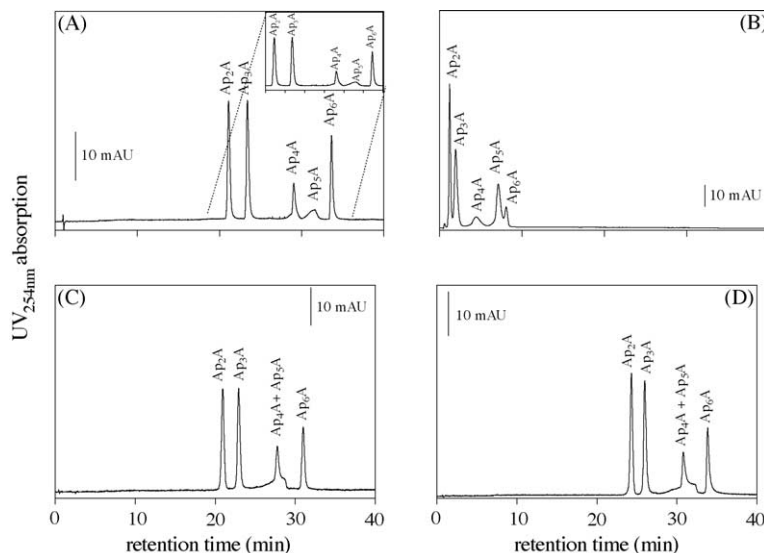 (A)
Ap2A
Ap3A
Ap4A
Ap5A
Ap6A
Ap2A
Ap3A
Ap4A
Ap5A
Ap6A
10 mAU
(B)
Ap2A
Ap3A
Ap4A
Ap5A
Ap6A
10 mAU
UV254nm absorption
(C)
10 mAU
Ap2A
Ap3A
Ap4A+ Ap5A
Ap6A
0 20 30 40
retention time (min)
(D)
10 mAU
Ap2A
Ap3A
Ap4A + Ap5A
Ap6A
0 10 20 30 40
retention time (min)